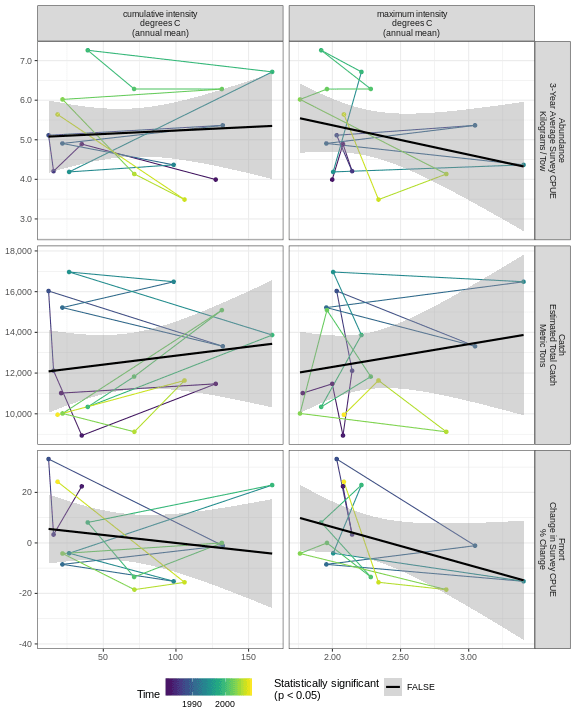 cumulative intensity
degrees C
(annual mean)
maximum intensity
degrees C
(annual mean)
7.0
6.0
5.0
4.0
3.0
Abundance
3-Year Average Survey CPUE
Kilograms / Tow
18,000
16,000
14,000
12,000
10,000
Catch
Estimated Total Catch
Metric Tons
20
0
-20
-40
Fmort
Change in Survey CPUE
% Change
50
100
150
2.00
2.50
3.00
Time
1990
2000
Statistically significant
(p < 0.05)
FALSE